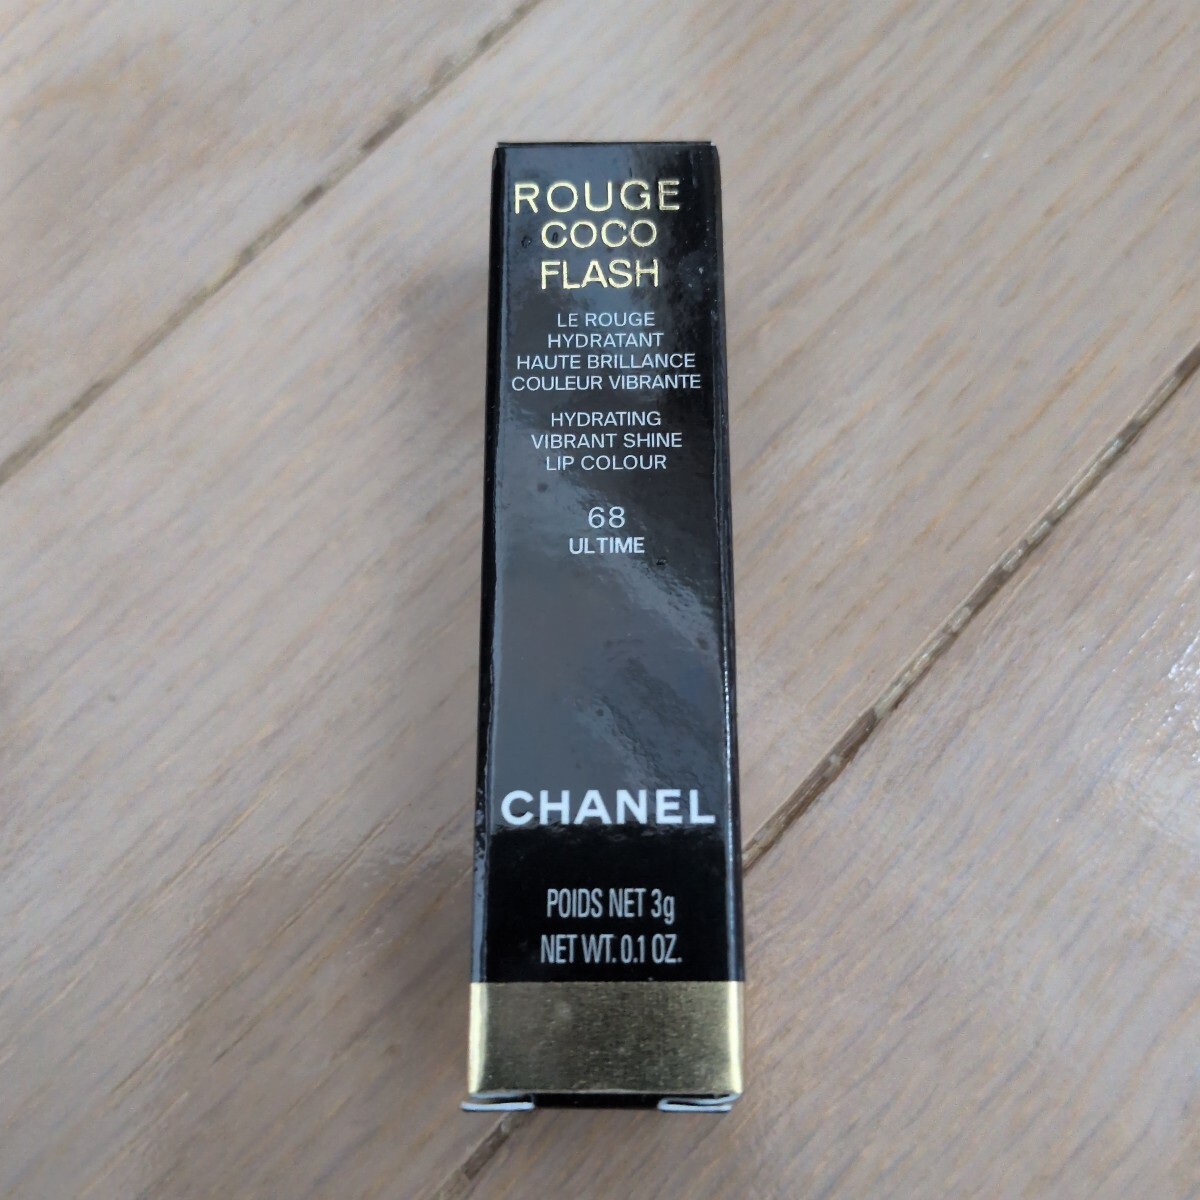 ROUGE
COCO
FLASH
LE ROUGE
HYDRATANT
HAUTE BRILLANCE
COULEUR VIBRANTE
HYDRATING
VIBRANT SHINE
LIP COLOUR
68
ULTIME
CHANEL
POIDS NET 3g
NET WT. 0.1 OZ.